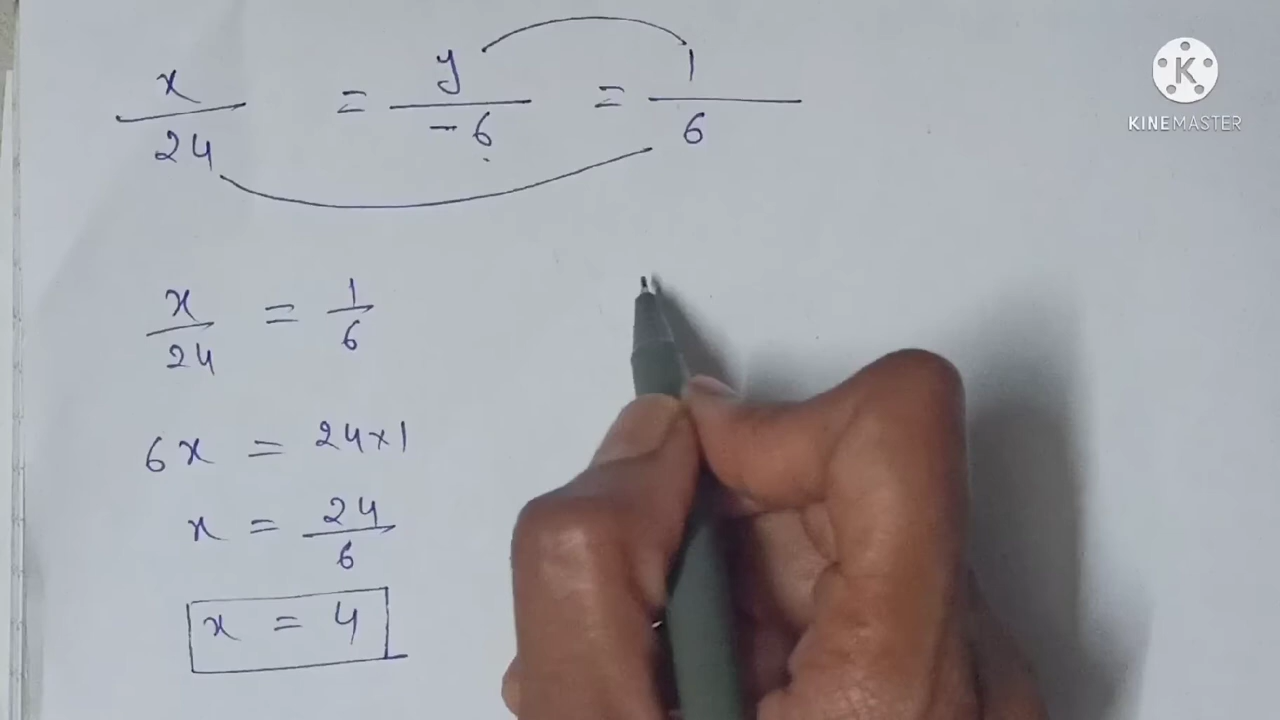 x/24 = y/-6 = 1/6
x/24 = 1/6
6x = 24×1
x = 24/6
x = 4
K
KINEMASTER